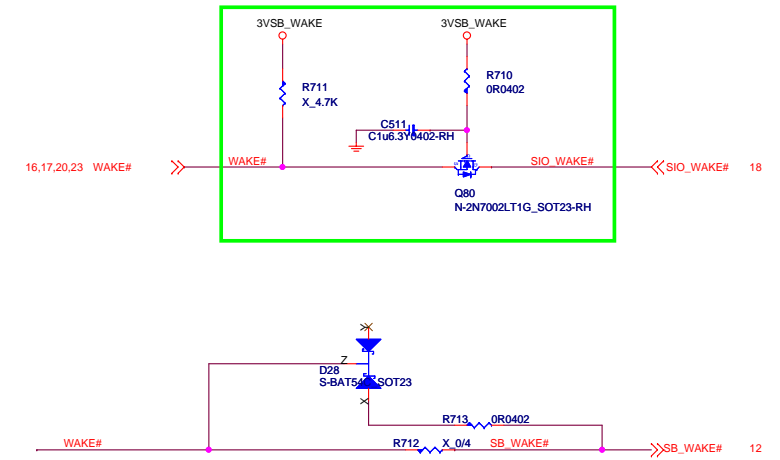 3VSB_WAKE
3VSB_WAKE
R711
X_4.7K
R710
0R0402
C511
C1u6.3Y0402-RH
16,17,20,23 WAKE#
WAKE#
SIO_WAKE#
SIO_WAKE# 18
Q80
N-2N7002LT1G_SOT23-RH
Y
Z
D28
S-BAT54 SOT23
X
R713 0R0402
WAKE#
R712 X_0/4
SB_WAKE#
SB_WAKE# 12